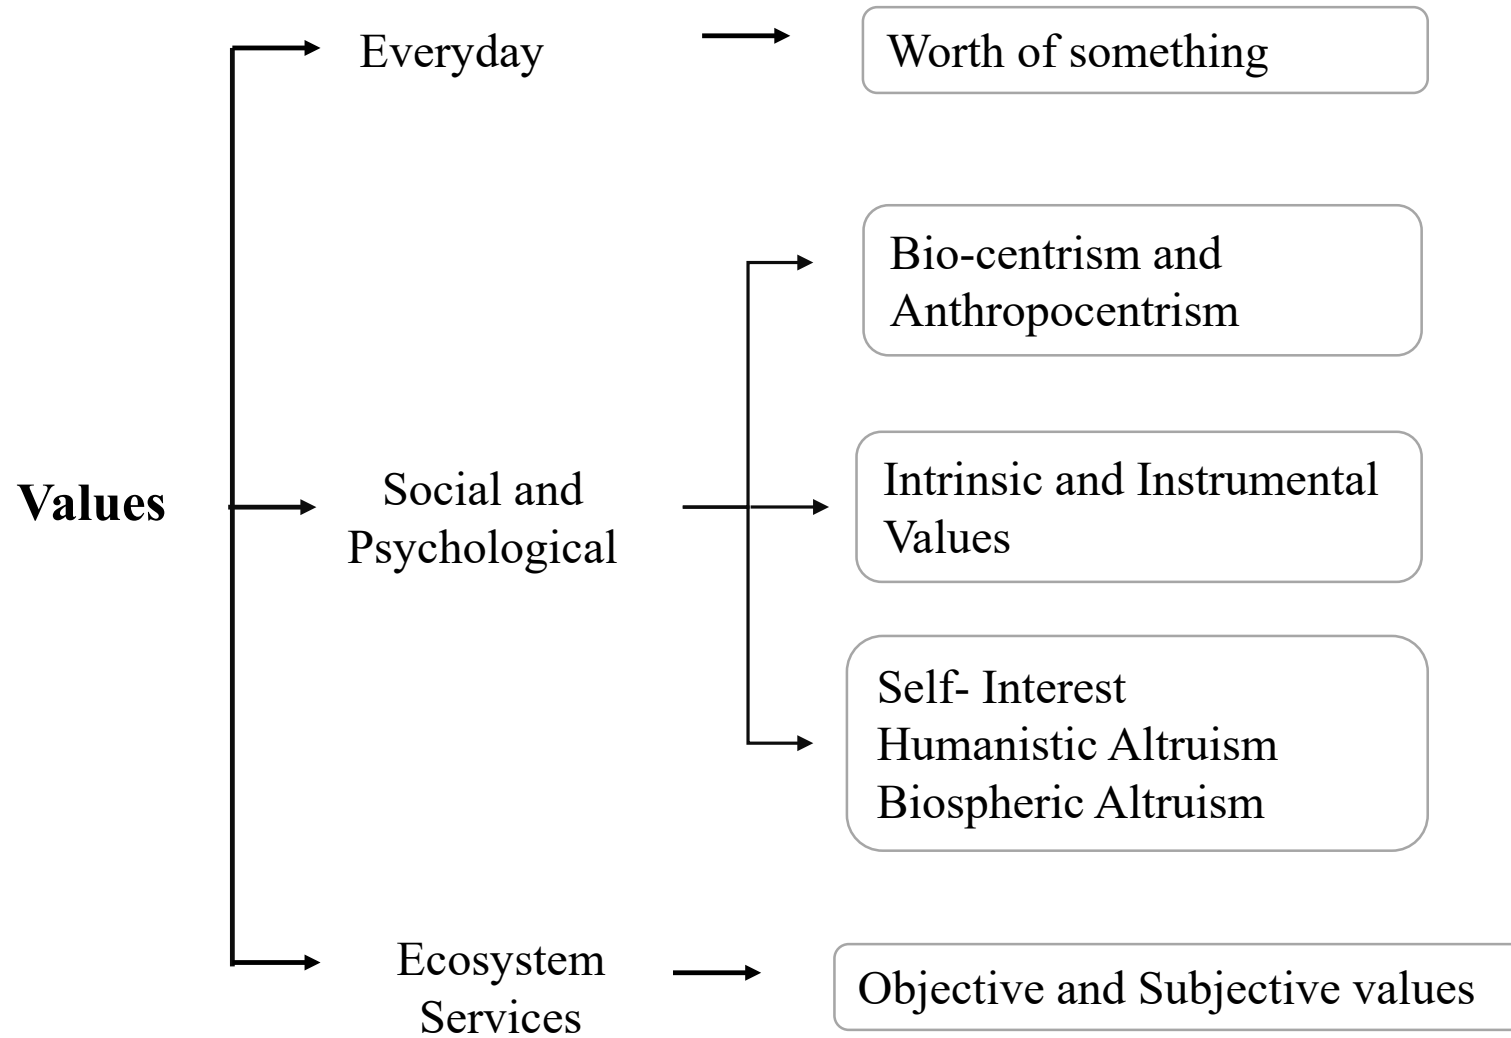 Everyday
Worth of something
Bio-centrism and
Anthropocentrism
Values
Social and
Psychological
Intrinsic and Instrumental
Values
Self- Interest
Humanistic Altruism
Biospheric Altruism
Ecosystem
Services
Objective and Subjective values